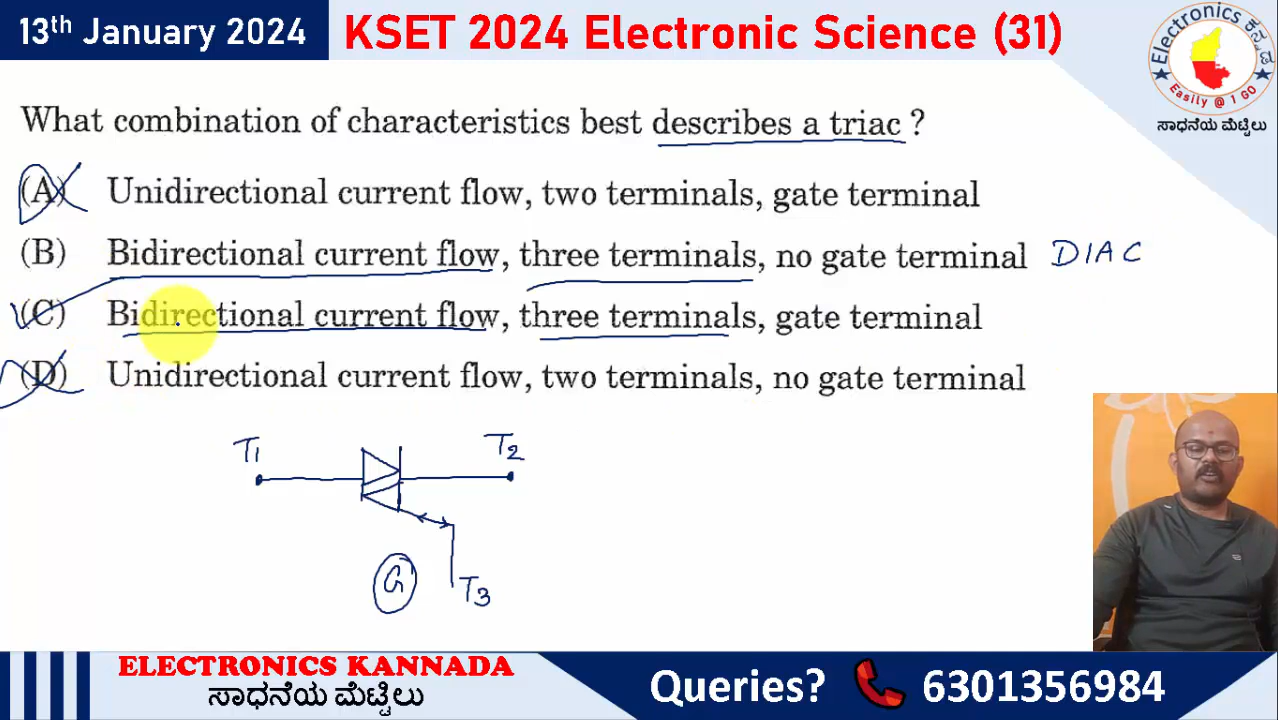 13th January 2024
KSET 2024 Electronic Science (31)
Electronics ಕನ್ನಡ
Easily @ 1 GO
ಸಾಧನೆಯ ಮೆಟ್ಟಿಲು
What combination of characteristics best describes a triac ?
(A) Unidirectional current flow, two terminals, gate terminal
(B) Bidirectional current flow, three terminals, no gate terminal DIAC
(C) Bidirectional current flow, three terminals, gate terminal
(D) Unidirectional current flow, two terminals, no gate terminal
T1 T2
G T3
ELECTRONICS KANNADA
ಸಾಧನೆಯ ಮೆಟ್ಟಿಲು
Queries? 6301356984